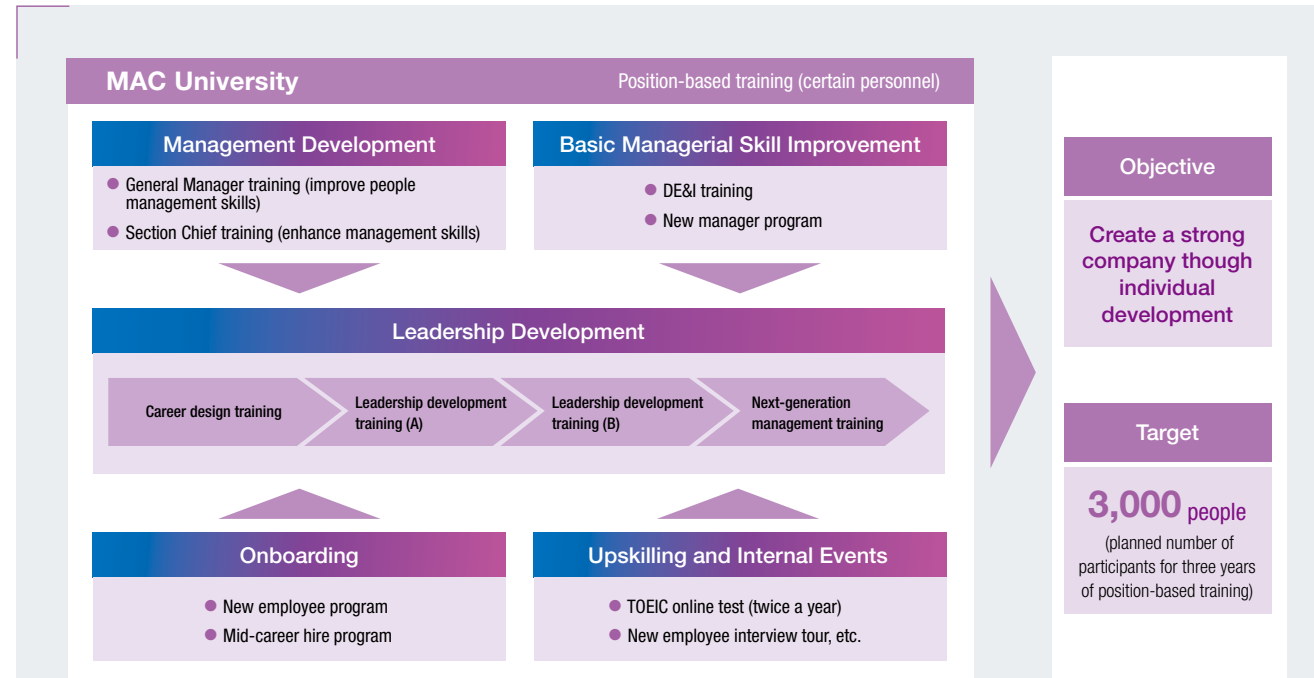 MAC University
Position-based training (certain personnel)
Management Development
General Manager training (improve people
management skills)
Section Chief training (enhance management skills)
Basic Managerial Skill Improvement
DE&I training
New manager program
Leadership Development
Career design training
Leadership development
training (A)
Leadership development
training (B)
Next-generation
management training
Onboarding
New employee program
Mid-career hire program
Upskilling and Internal Events
TOEIC online test (twice a year)
New employee interview tour, etc.
Objective
Create a strong
company though
individual
development
Target
3,000 people
(planned number of
participants for three years
of position-based training)